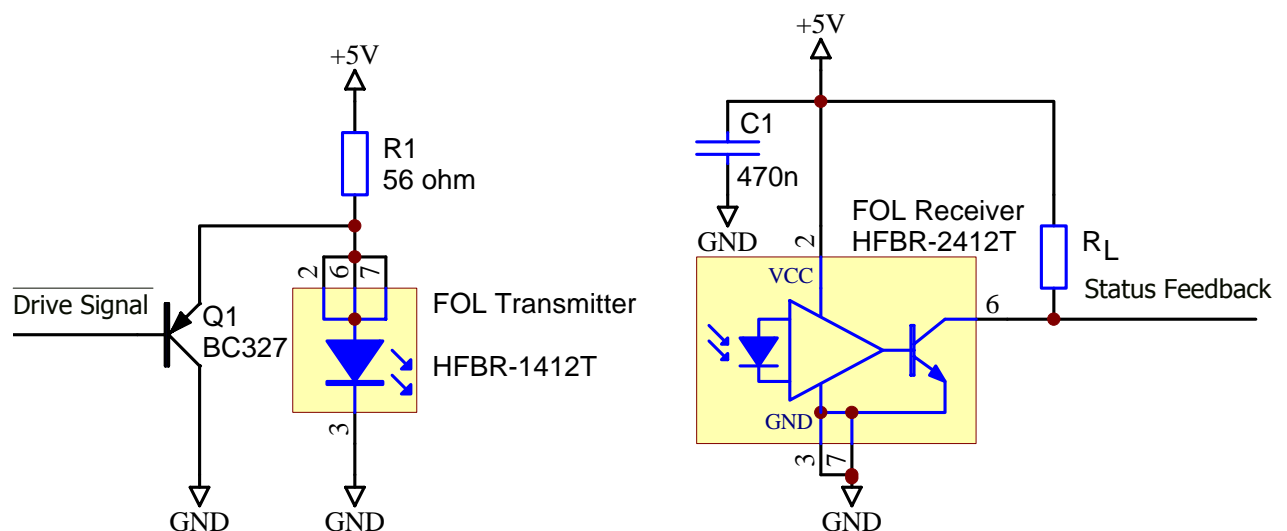 +5V
R1
56 ohm
2
6
7
Drive Signal
Q1
BC327
FOL Transmitter
HFBR-1412T
3
GND
GND
+5V
C1
470n
GND
FOL Receiver
HFBR-2412T
2
VCC
RL
Status Feedback
6
GND
3
7
GND